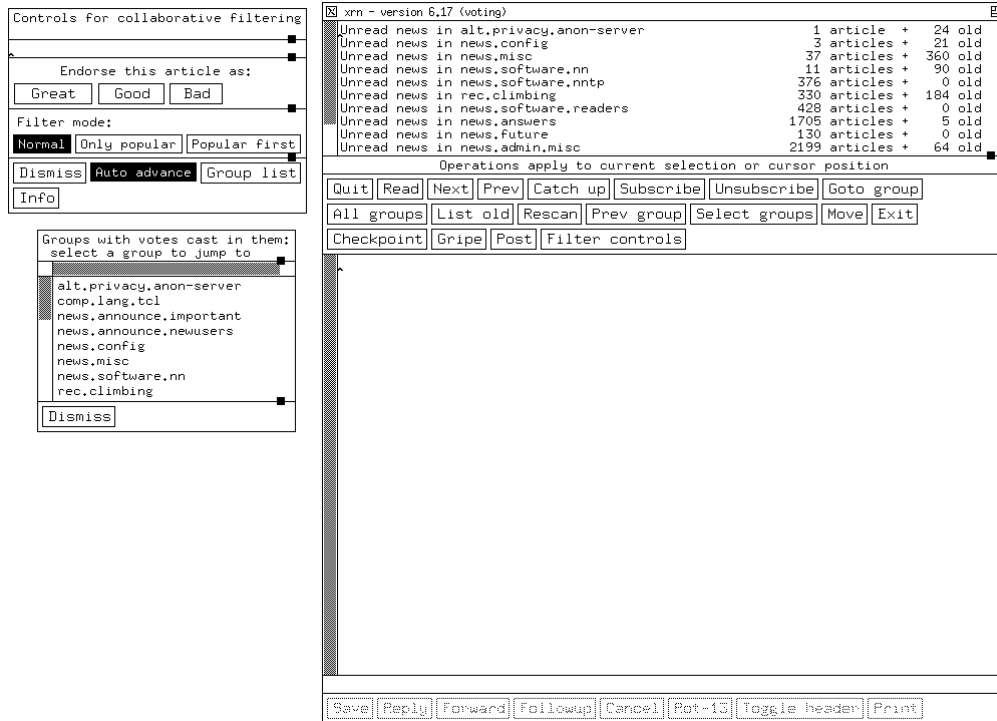 Controls for collaborative filtering
Endorse this article as:
Great Good Bad
Filter mode:
Normal Only popular Popular first
Dismiss Auto advance Group list
Info
Groups with votes cast in them:
select a group to jump to
alt.privacy.anon-server
comp.lang.tcl
news.announce.important
news.announce.newusers
news.config
news.misc
news.software.nn
rec.climbing
Dismiss
xrn - version 6.17 (voting)
Unread news in alt.privacy.anon-server 1 article + 24 old
Unread news in news.config 3 articles + 21 old
Unread news in news.misc 37 articles + 360 old
Unread news in news.software.nn 11 articles + 90 old
Unread news in news.software.nntp 376 articles + 0 old
Unread news in rec.climbing 330 articles + 184 old
Unread news in news.software.readers 428 articles + 0 old
Unread news in news.answers 1705 articles + 5 old
Unread news in news.future 130 articles + 0 old
Unread news in news.admin.misc 2199 articles + 64 old
Operations apply to current selection or cursor position
Quit Read Next Prev Catch up Subscribe Unsubscribe Goto group
All groups List old Rescan Prev group Select groups Move Exit
Checkpoint Gripe Post Filter controls
Save Reply Forward Followup Cancel Rot-13 Toggle header Print